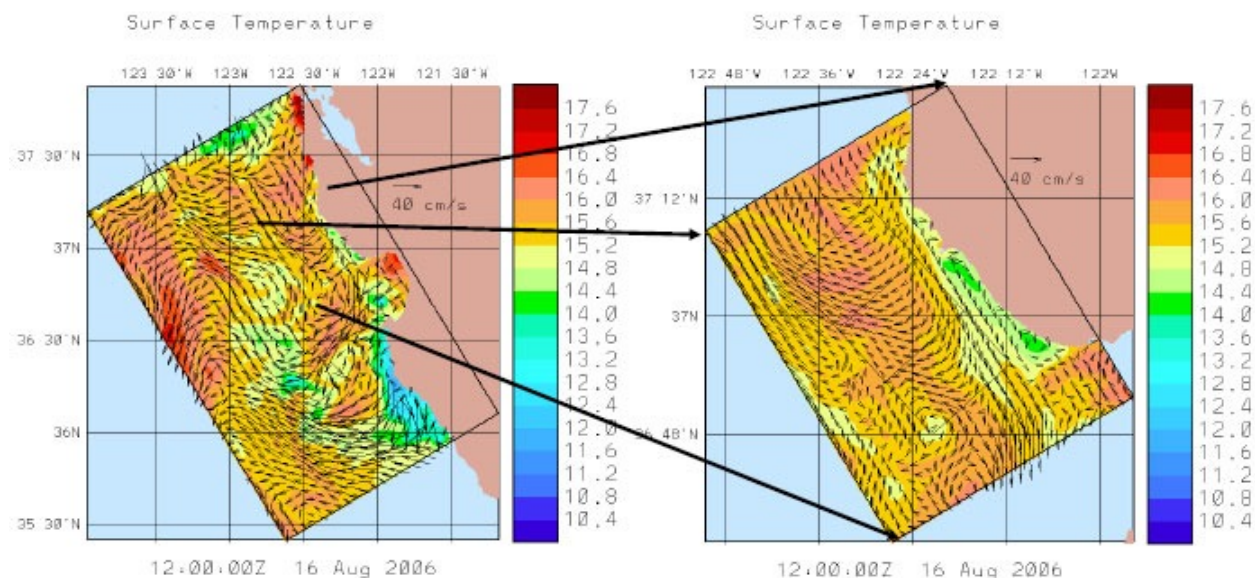 Surface Temperature
123 30'W 123W 122 30'W 122W 121 30'W
37 30'N
37N
36 30'N
36N
35 30'N
40 cm/s
17.6
17.2
16.8
16.4
16.0
15.6
15.2
14.8
14.4
14.0
13.6
13.2
12.8
12.4
12.0
11.6
11.2
10.8
10.4
12:00:00Z 16 Aug 2006
Surface Temperature
122 48'W 122 36'W 122 24'W 122 12'W 122W
37 12'N
37N
48'N
40 cm/s
17.6
17.2
16.8
16.4
16.0
15.6
15.2
14.8
14.4
14.0
13.6
13.2
12.8
12.4
12.0
11.6
11.2
10.8
10.4
12:00:00Z 16 Aug 2006